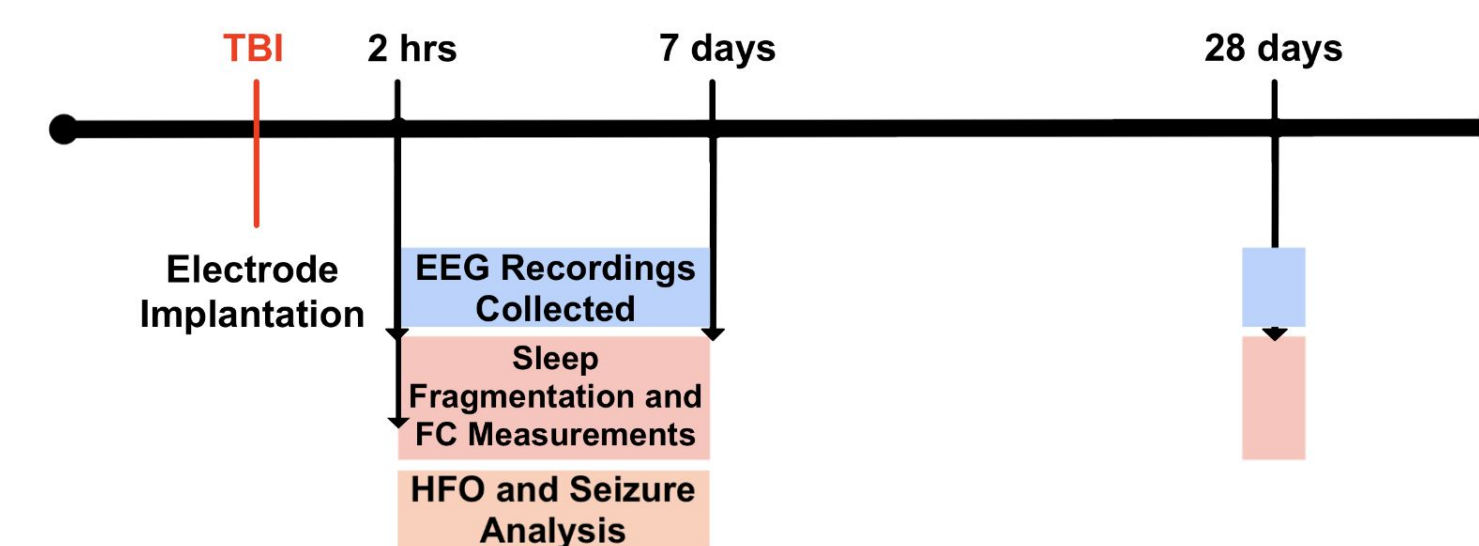 TBI 2 hrs 7 days 28 days
Electrode
Implantation
EEG Recordings
Collected
Sleep
Fragmentation and
FC Measurements
HFO and Seizure
Analysis